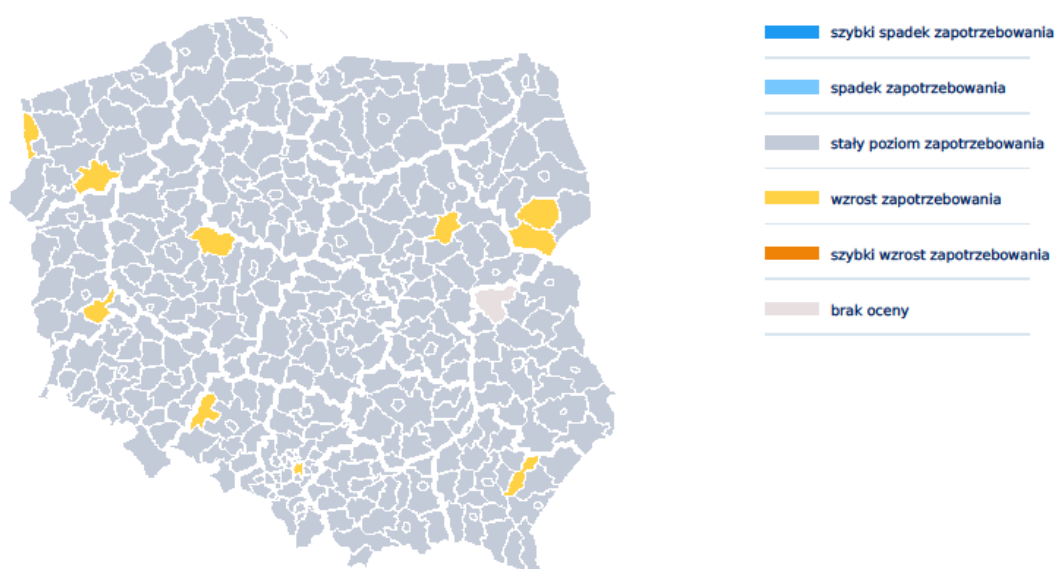 szybki spadek zapotrzebowania
spadek zapotrzebowania
stały poziom zapotrzebowania
wzrost zapotrzebowania
szybki wzrost zapotrzebowania
brak oceny